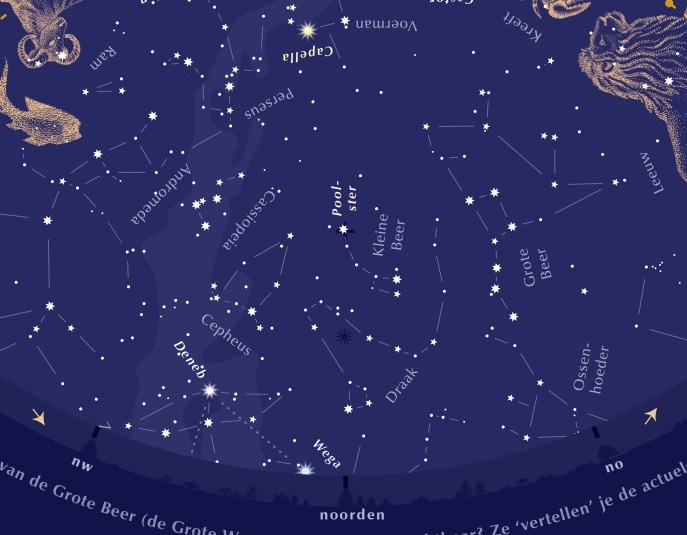 Voerman
Capella
Kreeft
Ram
Perseus
Leeuw
Andromeda
Cassiopeia
Pool-
ster
Kleine
Beer
Grote
Beer
Cepheus
Deneb
Draak
Ossen-
hoeder
Wega
nw
no
noorden
van de Grote Beer (de Grote
Ze ‘vertellen’ je de actuel